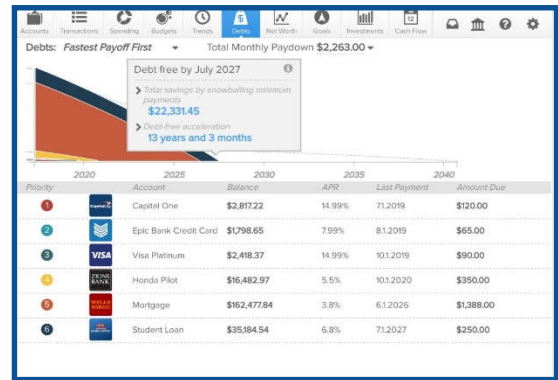 Accounts Transactions Spending Budgets Trends Debts Net Worth Goals Investments Cash Flow
12
Debts: Fastest Payoff First Total Monthly Paydown $2,263.00
Debt free by July 2027
Total savings by snowballing minimum
payments
$22,331.45
Debt-free acceleration
13 years and 3 months
2020 2025 2030 2035 2040
Priority Account Balance APR Last Payment Amount Due
1 Capital One $2,817.22 14.99% 7.1.2019 $120.00
2 Epic Bank Credit Card $1,798.65 7.99% 8.1.2019 $65.00
3 VISA Visa Platinum $2,418.37 14.99% 10.1.2019 $90.00
4 ZIONS BANK Honda Pilot $16,482.97 5.5% 10.1.2020 $350.00
5 WELLS FARGO Mortgage $162,477.84 3.8% 6.1.2026 $1,388.00
6 Student Loan $35,184.54 6.8% 7.1.2027 $250.00